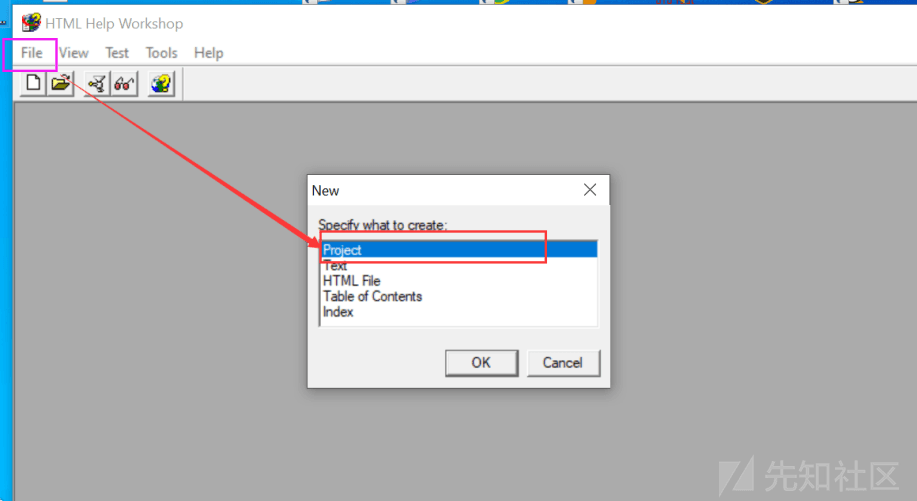 HTML Help Workshop
File View Test Tools Help
New
Specify what to create:
Project
Text
HTML File
Table of Contents
Index
OK Cancel
先知社区